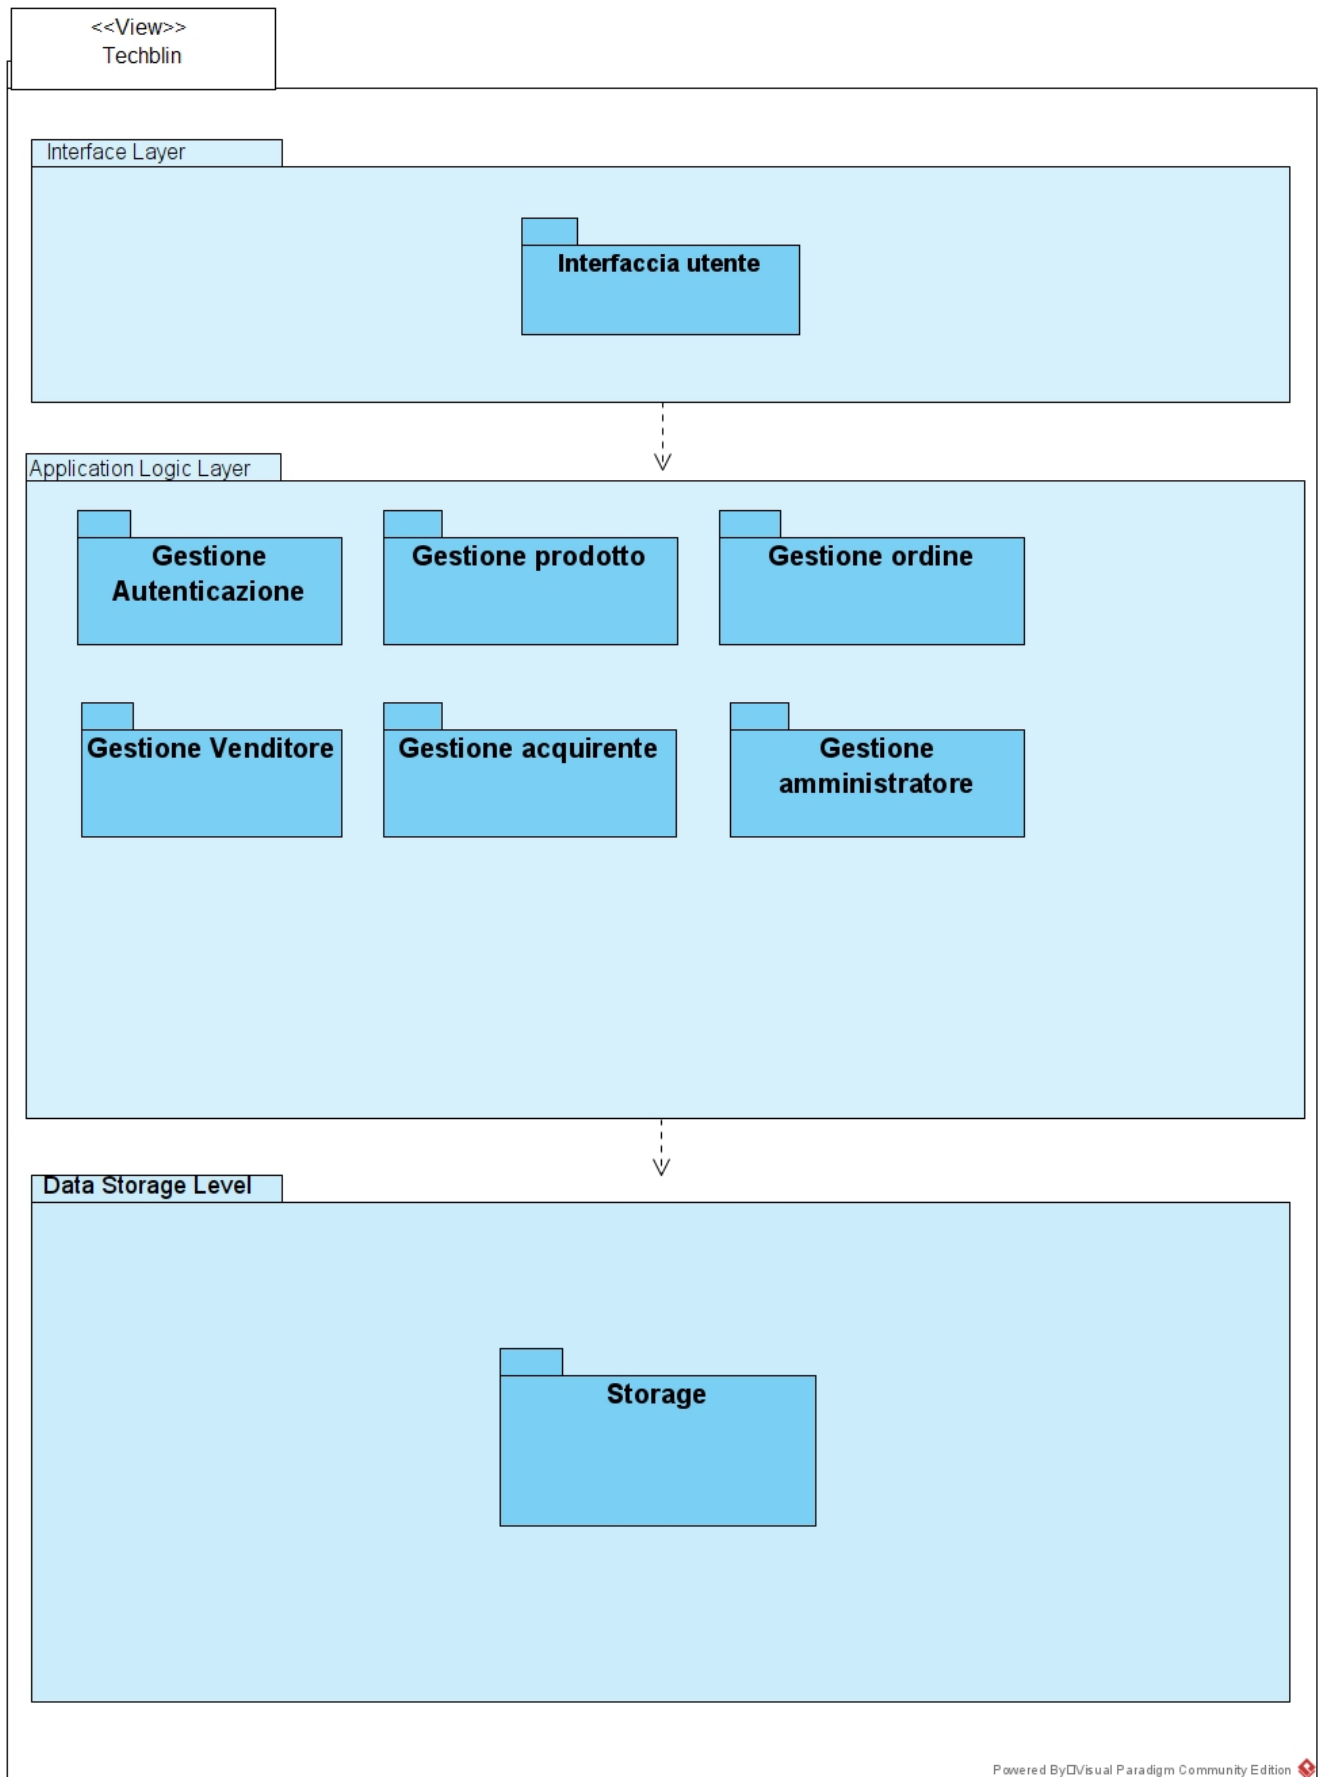 <<View>>
Techblin
Interface Layer
Interfaccia utente
Application Logic Layer
Gestione
Autenticazione
Gestione prodotto
Gestione ordine
Gestione Venditore
Gestione acquirente
Gestione
amministratore
Data Storage Level
Storage
Powered By□Visual Paradigm Community Edition